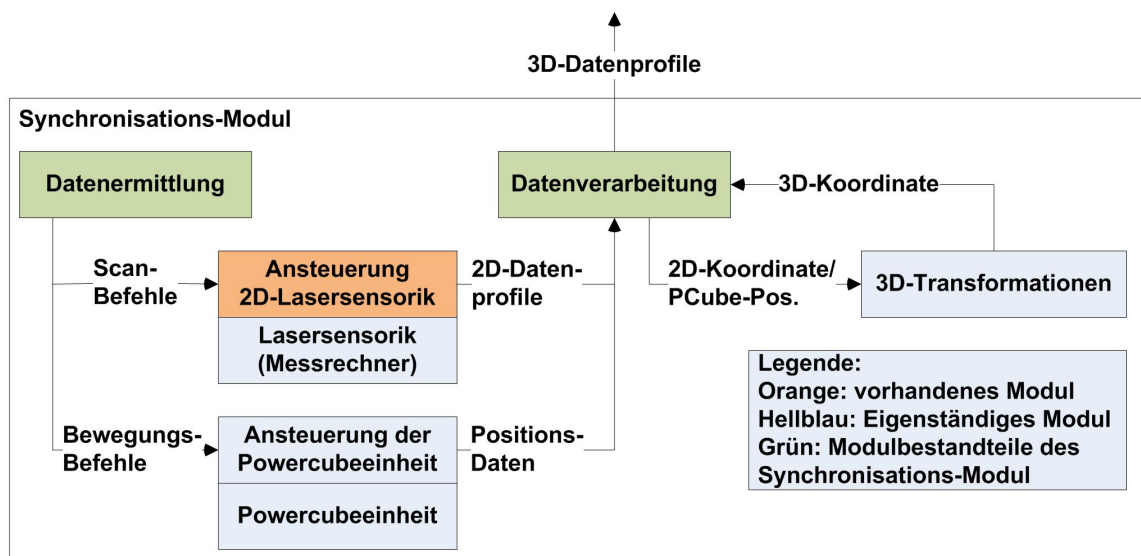 3D-Datenprofile
Synchronisations-Modul
Datenermittlung
Datenverarbeitung
3D-Koordinate
Scan-
Befehle
Ansteuerung
2D-Lasersensorik
2D-Daten-
profile
2D-Koordinate/
PCube-Pos.
3D-Transformationen
Lasersensorik
(Messrechner)
Bewegungs-
Befehle
Ansteuerung der
Powercubeeinheit
Positions-
Daten
Powercubeeinheit
Legende:
Orange: vorhandenes Modul
Hellblau: Eigenständiges Modul
Grün: Modulbestandteile des
Synchronisations-Modul